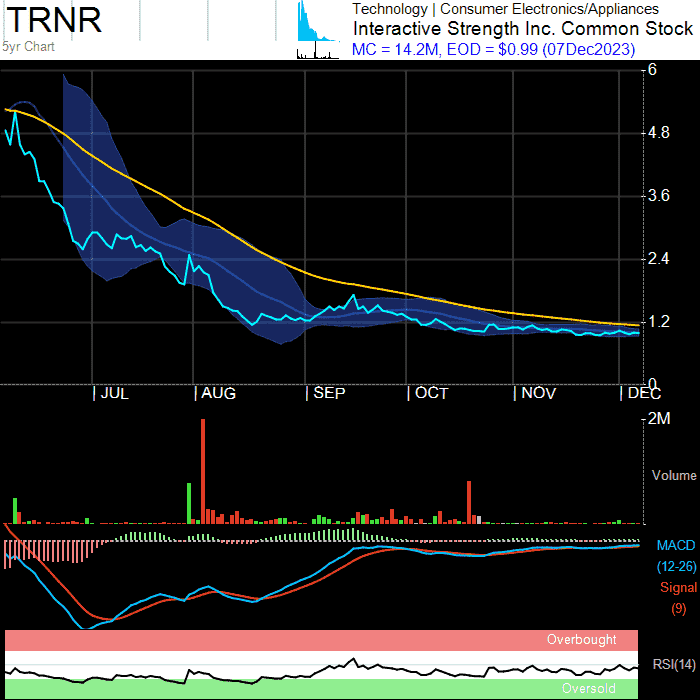 TRNR
5yr Chart
Technology | Consumer Electronics/Appliances
Interactive Strength Inc. Common Stock
MC = 14.2M, EOD = $0.99 (07Dec2023)
6
4.8
3.6
2.4
1.2
0
JUL AUG SEP OCT NOV DEC
2M
Volume
MACD
(12-26)
Signal
(9)
Overbought
RSI(14)
Oversold